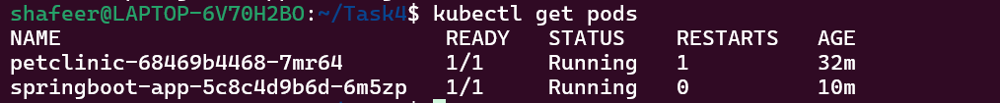 shafeer@LAPTOP-6V70H2BO:~/Task4$ kubectl get pods
NAME READY STATUS RESTARTS AGE
petclinic-68469b4468-7mr64 1/1 Running 1 32m
springboot-app-5c8c4d9b6d-6m5zp 1/1 Running 0 10m